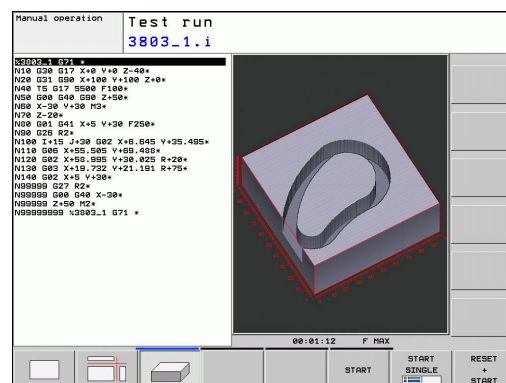 Manual operation
Test run
3803_1.i
%3803_1 G71 *
N10 G30 G17 X+0 Y+0 Z-40*
N20 G31 G90 X+100 Y+100 Z+0*
N40 T5 G17 S500 F100*
N50 G00 G40 G90 Z+50*
N60 X-30 Y+30 M3*
N70 Z-20*
N80 G01 G41 X+5 Y+30 F250*
N90 G26 R2*
N100 I+15 J+30 G02 X+6.645 Y+35.495*
N110 G06 X+55.505 Y+69.488*
N120 G02 X+58.995 Y+30.025 R+20*
N130 G03 X+19.732 Y+21.191 R+75*
N140 G02 X+5 Y+30*
N99999 G27 R2*
N99999 G00 G40 X-30*
N99999 Z+50 M2*
N99999999 %3803_1 G71 *
00:01:12 F MAX
START
START
SINGLE
RESET
+
START